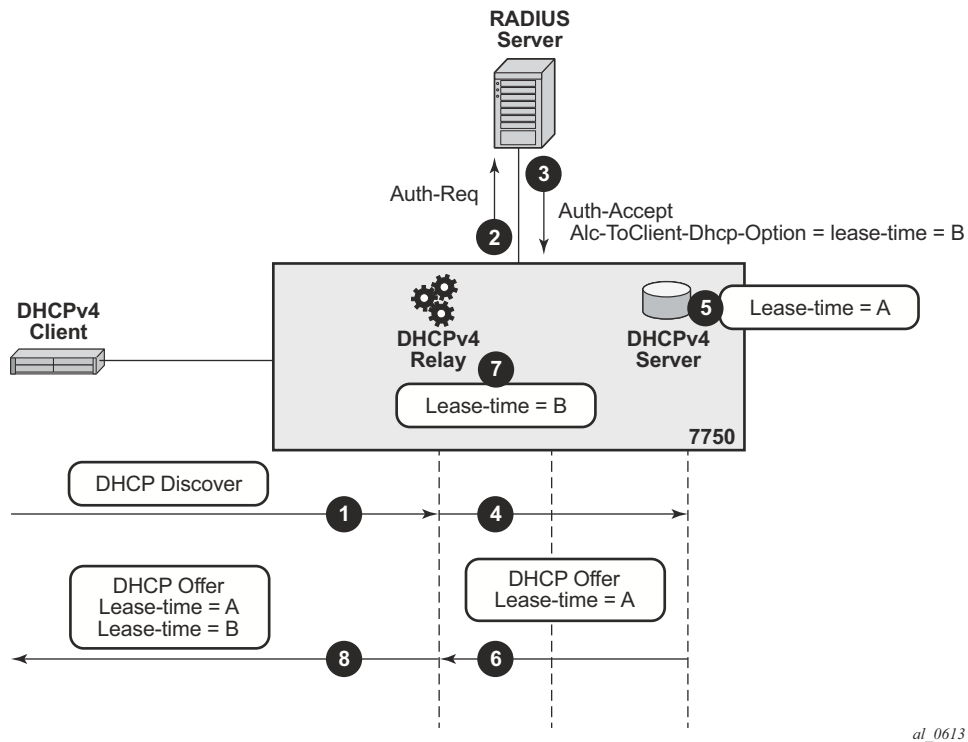 RADIUS
Server
3
Auth-Req
2
Auth-Accept
Alc-ToClient-Dhcp-Option = lease-time = B
DHCPv4
Client
DHCPv4
Relay
DHCPv4
Server
5
Lease-time = A
7
Lease-time = B
7750
DHCP Discover
1
4
DHCP Offer
Lease-time = A
Lease-time = B
DHCP Offer
Lease-time = A
8
6
al_0613